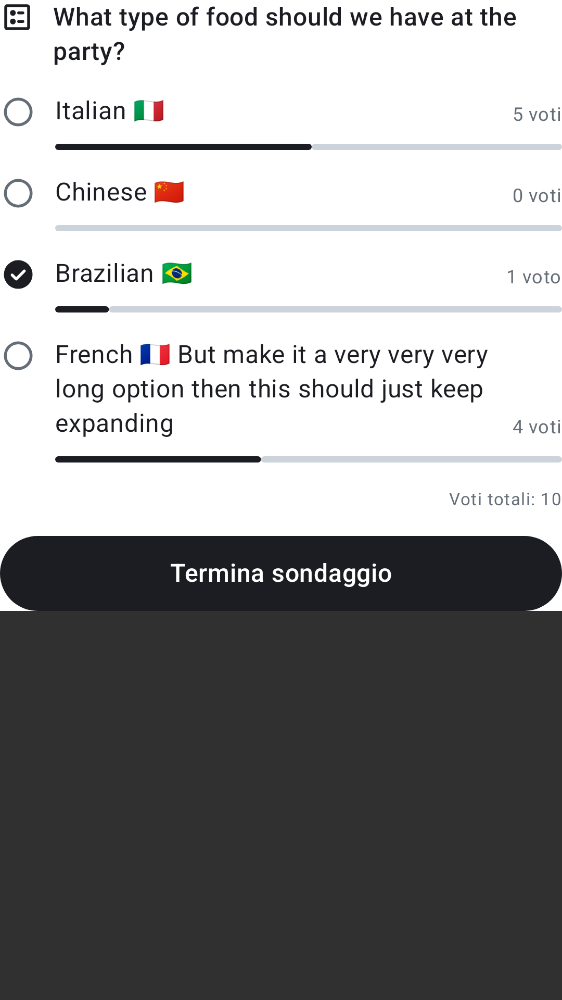 What type of food should we have at the
party?
Italian 🇮🇹
5 voti
Chinese 🇨🇳
0 voti
Brazilian 🇧🇷
1 voto
French 🇫🇷 But make it a very very very
long option then this should just keep
expanding
4 voti
Voti totali: 10
Termina sondaggio